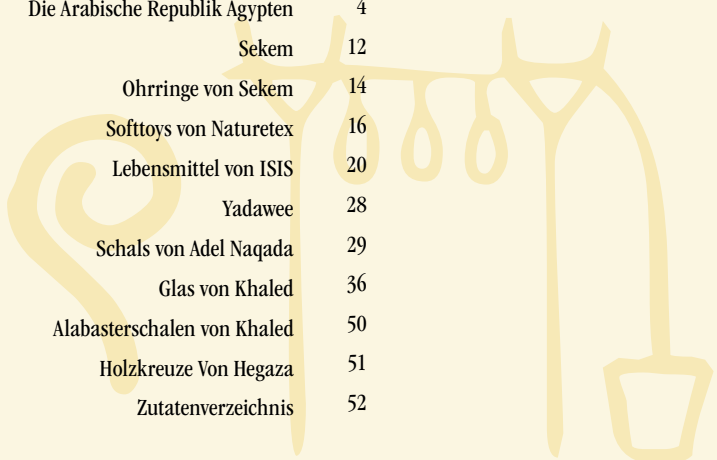 Die Arabische Republik Ägypten 4
Sekem 12
Ohrringe von Sekem 14
Softtoys von Naturetex 16
Lebensmittel von ISIS 20
Yadawee 28
Schals von Adel Naqada 29
Glas von Khaled 36
Alabasterschalen von Khaled 50
Holzkreuze Von Hegaza 51
Zutatenverzeichnis 52